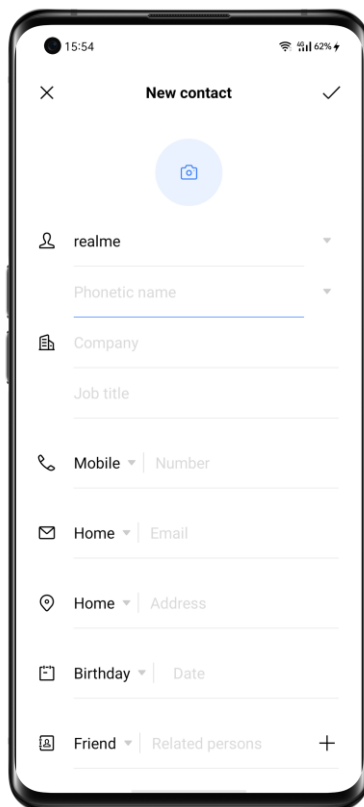 15:54 4G 62%
New contact
realme
Phonetic name
Company
Job title
Mobile Number
Home Email
Home Address
Birthday Date
Friend Related persons